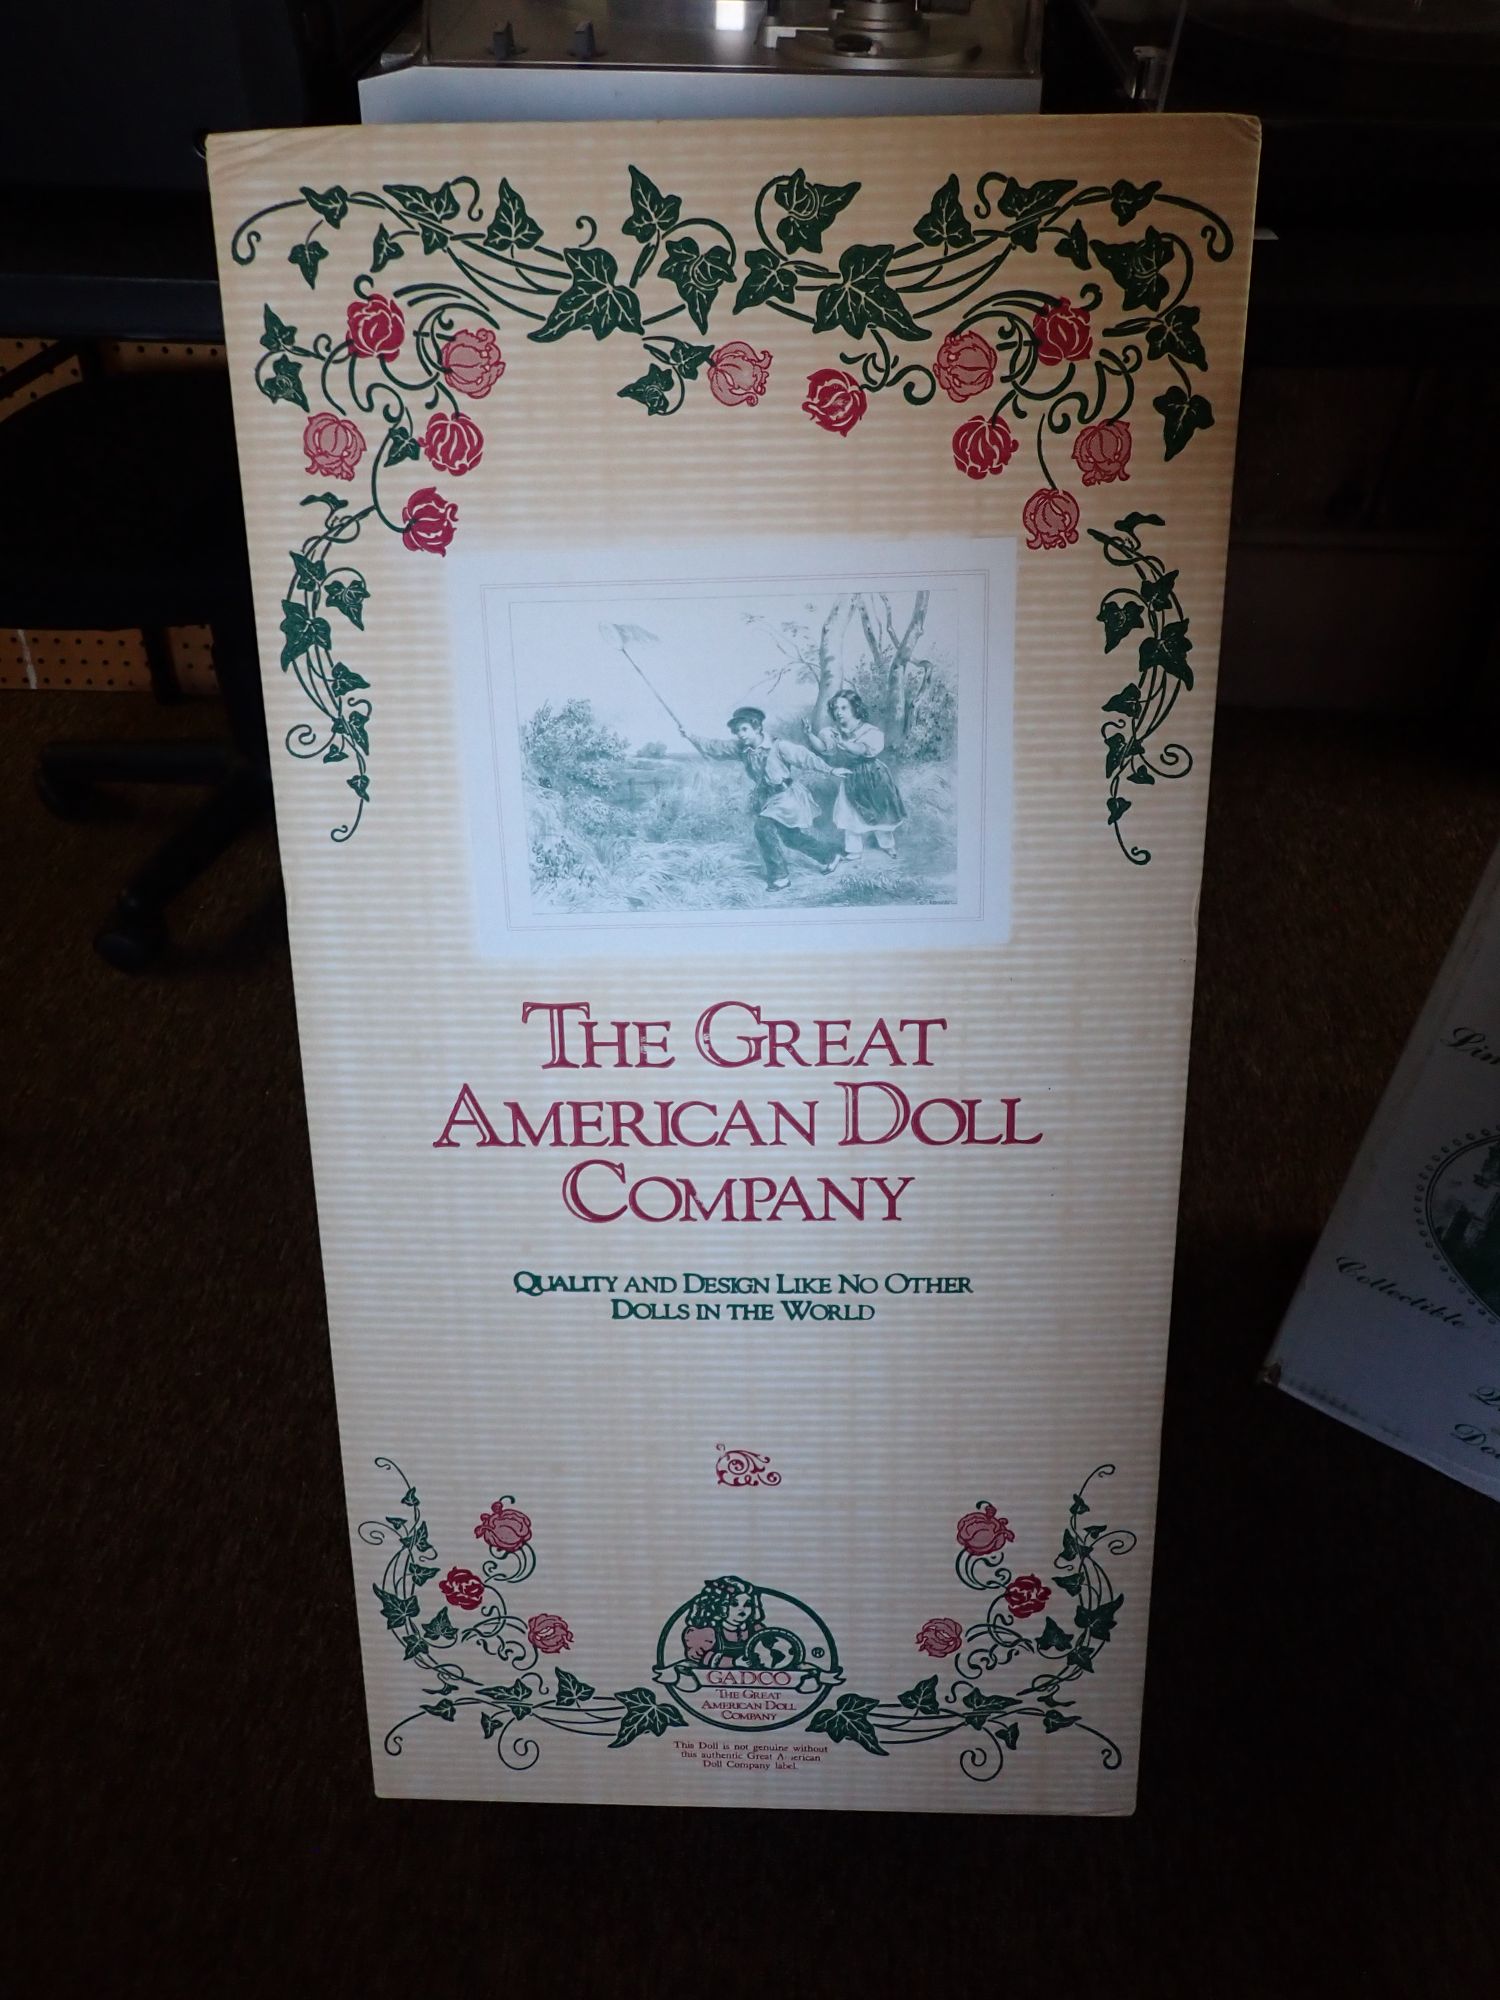 THE GREAT
AMERICAN DOLL
COMPANY
QUALITY AND DESIGN LIKE NO OTHER
DOLLS IN THE WORLD
®
GADCO
THE GREAT
AMERICAN DOLL
COMPANY
This Doll is not genuine without
this authentic Great American
Doll Company label.
Collectible